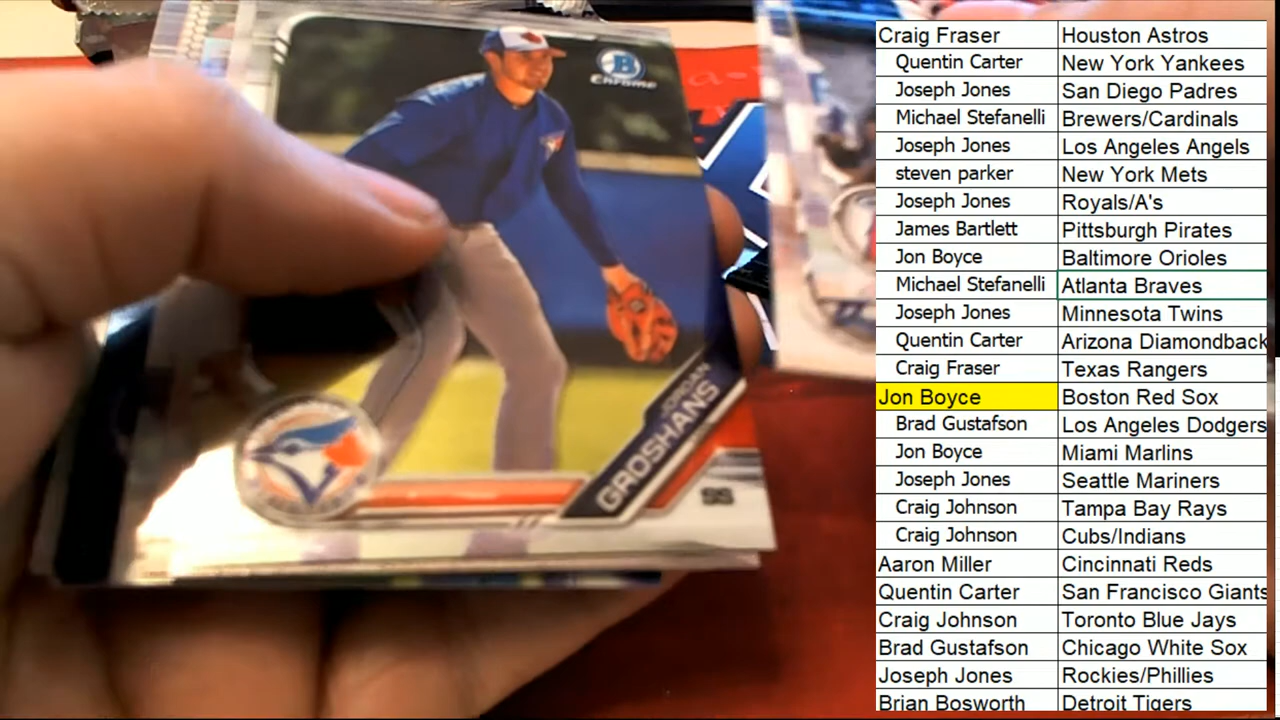 B
Chrome
JORDAN
GROSHANS
SS
Craig Fraser Houston Astros
Quentin Carter New York Yankees
Joseph Jones San Diego Padres
Michael Stefanelli Brewers/Cardinals
Joseph Jones Los Angeles Angels
steven parker New York Mets
Joseph Jones Royals/A's
James Bartlett Pittsburgh Pirates
Jon Boyce Baltimore Orioles
Michael Stefanelli Atlanta Braves
Joseph Jones Minnesota Twins
Quentin Carter Arizona Diamondback
Craig Fraser Texas Rangers
Jon Boyce Boston Red Sox
Brad Gustafson Los Angeles Dodgers
Jon Boyce Miami Marlins
Joseph Jones Seattle Mariners
Craig Johnson Tampa Bay Rays
Craig Johnson Cubs/Indians
Aaron Miller Cincinnati Reds
Quentin Carter San Francisco Giants
Craig Johnson Toronto Blue Jays
Brad Gustafson Chicago White Sox
Joseph Jones Rockies/Phillies
Brian Bosworth Detroit Tigers